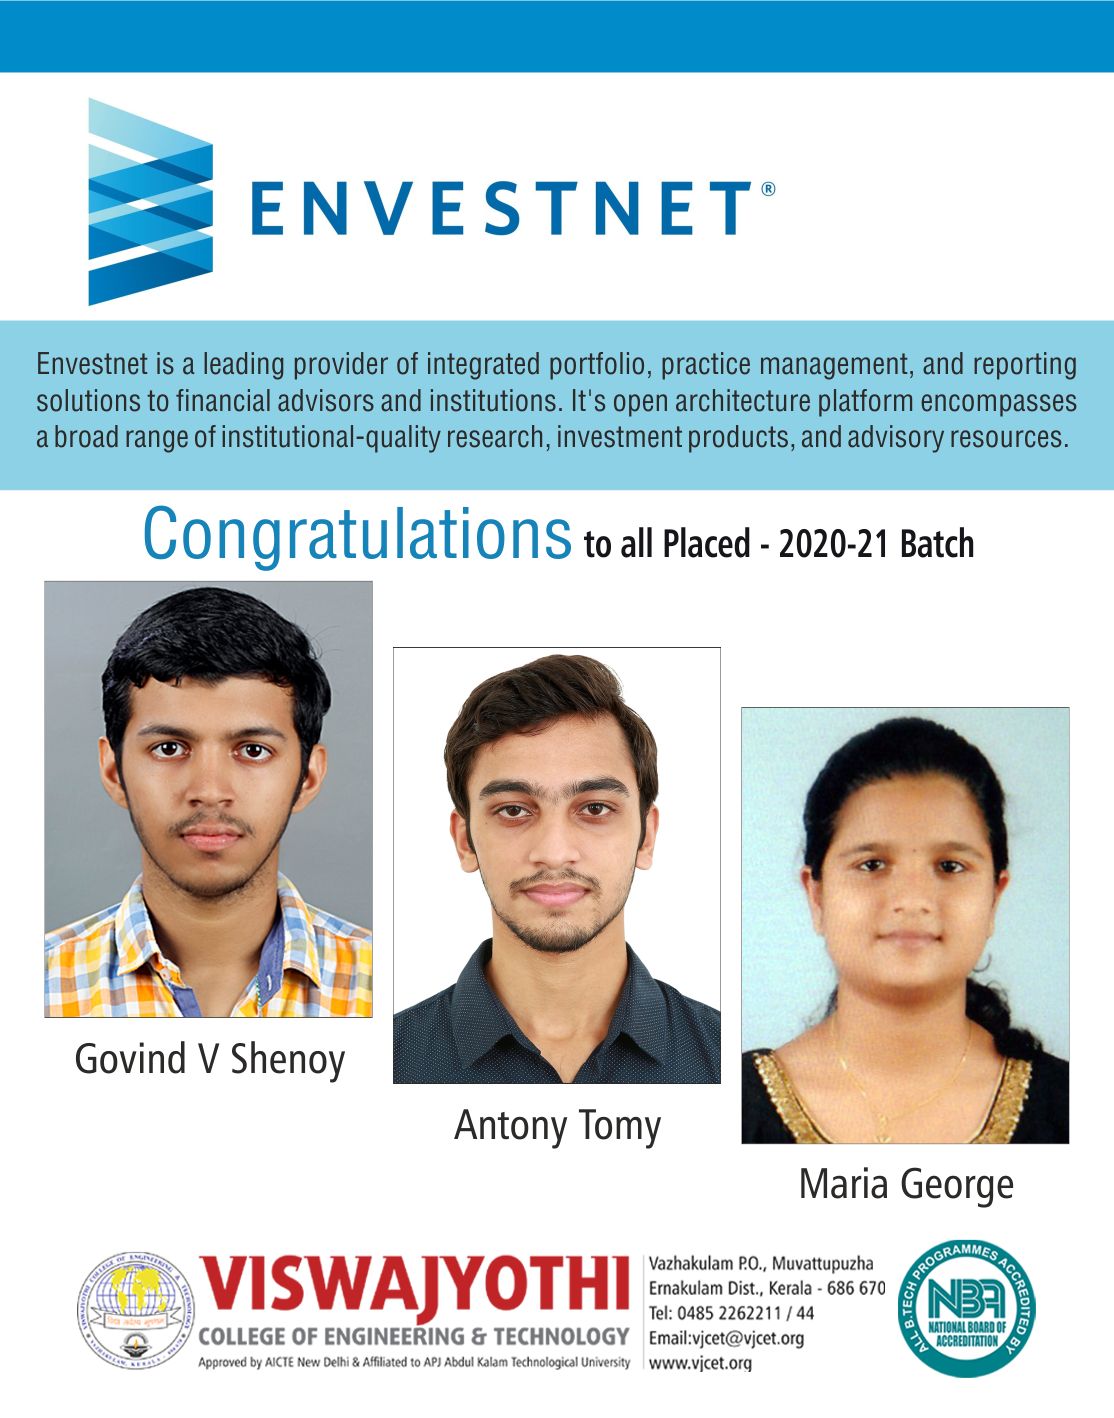 ENVESTNET®
Envestnet is a leading provider of integrated portfolio, practice management, and reporting
solutions to financial advisors and institutions. It's open architecture platform encompasses
a broad range of institutional-quality research, investment products, and advisory resources.
Congratulations to all Placed - 2020-21 Batch
Govind V Shenoy
Antony Tomy
Maria George
VISWAJYOTHI
COLLEGE OF ENGINEERING & TECHNOLOGY
Approved by AICTE New Delhi & Affiliated to APJ Abdul Kalam Technological University
Vazhakulam P.O., Muvattupuzha
Ernakulam Dist., Kerala - 686 670
Tel: 0485 2262211 / 44
Email:vjcet@vjcet.org
www.vjcet.org
ALL B.TECH PROGRAMMES ACCREDITED BY
NBA
NATIONAL BOARD OF
ACCREDITATION